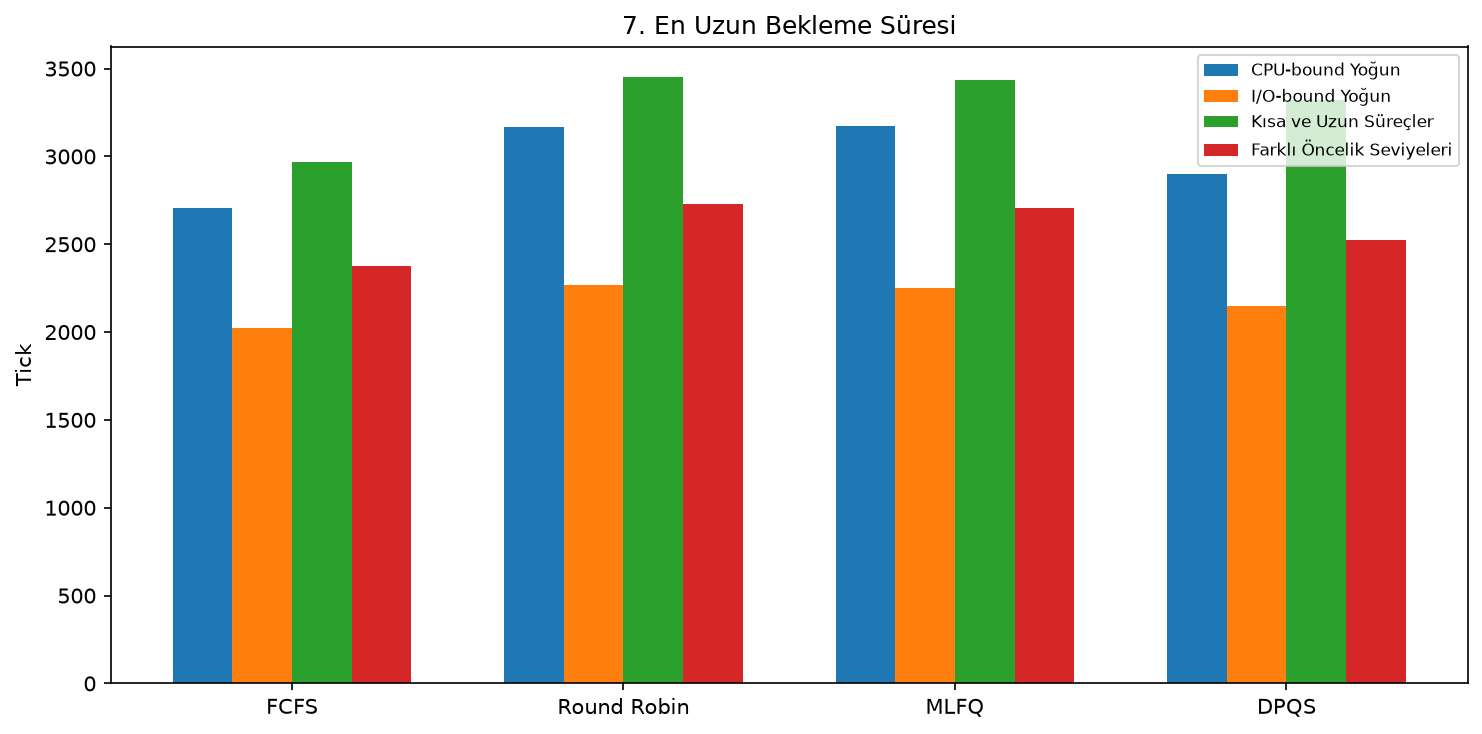 7. En Uzun Bekleme Süresi
CPU-bound Yoğun
I/O-bound Yoğun
Kısa ve Uzun Süreçler
Farklı Öncelik Seviyeleri
Tick
3500
3000
2500
2000
1500
1000
500
0
FCFS
Round Robin
MLFQ
DPQS